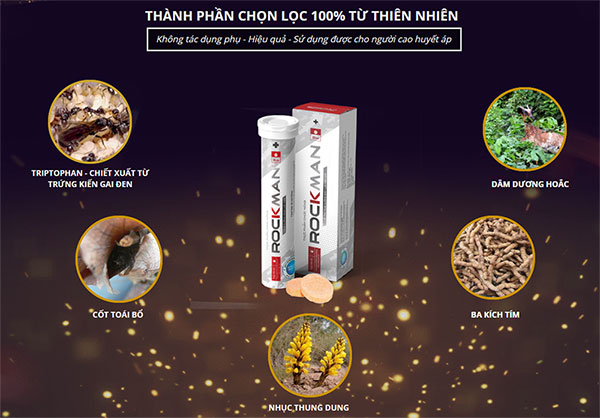 THÀNH PHẦN CHỌN LỌC 100% TỪ THIÊN NHIÊN
Không tác dụng phụ - Hiệu quả - Sử dụng được cho người cao huyết áp
TRIPTOPHAN - CHIẾT XUẤT TỪ
TRỨNG KIẾN GAI ĐEN
DÂM DƯƠNG HOẮC
ROCKMAN
ROCKMAN
CỐT TOÁI BỔ
BA KÍCH TÍM
NHỤC THUNG DUNG